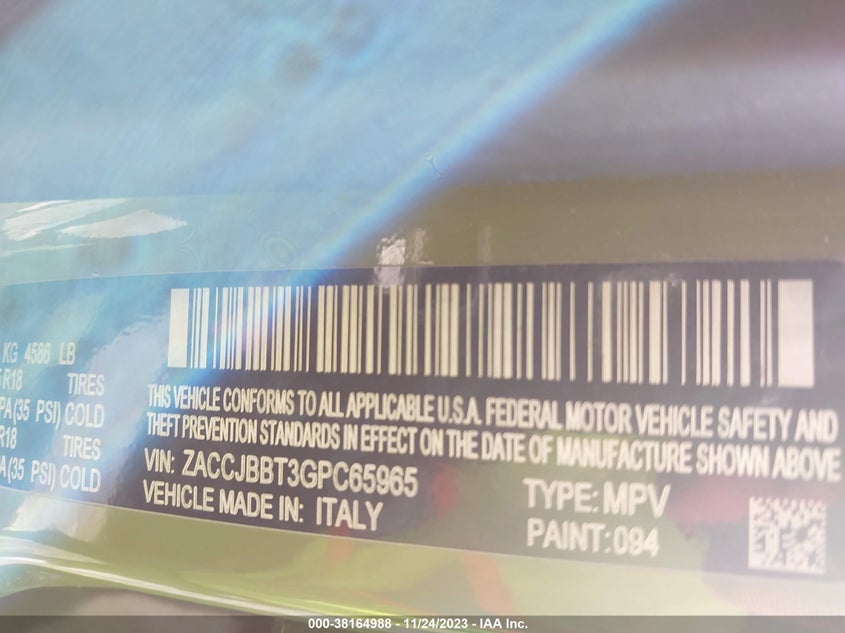 KG 4586 LB
R18 TIRES
(35 PSI) COLD
R18 TIRES
(35 PSI) COLD
THIS VEHICLE CONFORMS TO ALL APPLICABLE U.S.A. FEDERAL MOTOR VEHICLE SAFETY AND
THEFT PREVENTION STANDARDS IN EFFECT ON THE DATE OF MANUFACTURE SHOWN ABOVE
VIN: ZACCJBBT3GPC65965
TYPE: MPV
VEHICLE MADE IN: ITALY
PAINT: 094
000-38164988 - 11/24/2023 - IAA Inc.